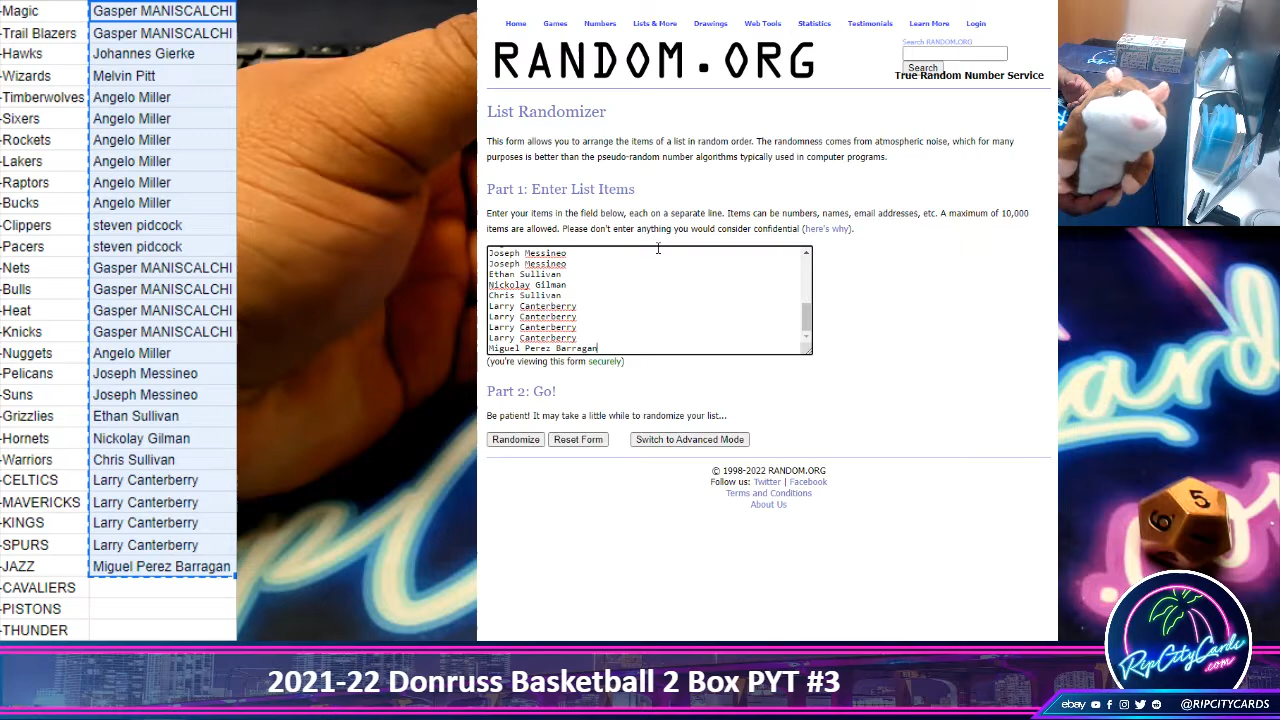 -Magic Gasper MANISCALCHI
-Trail Blazers Gasper MANISCALCHI
-Hawks Johannes Gierke
-Wizards Melvin Pitt
-Timberwolves Angelo Miller
-Sixers Angelo Miller
-Rockets Angelo Miller
-Lakers Angelo Miller
-Raptors Angelo Miller
-Bucks Angelo Miller
-Clippers steven pidcock
-Pacers steven pidcock
-Nets Gasper MANISCALCHI
-Bulls Gasper MANISCALCHI
-Heat Gasper MANISCALCHI
-Knicks Gasper MANISCALCHI
-Nuggets Angelo Miller
-Pelicans Joseph Messineo
-Suns Joseph Messineo
-Grizzlies Ethan Sullivan
-Hornets Nickolay Gilman
-Warriors Chris Sullivan
-CELTICS Larry Canterberry
-MAVERICKS Larry Canterberry
-KINGS Larry Canterberry
-SPURS Larry Canterberry
-JAZZ Miguel Perez Barragan
-CAVALIERS
-PISTONS
-THUNDER
Home Games Numbers Lists & More Drawings Web Tools Statistics Testimonials Learn More Login
RANDOM.ORG
Search RANDOM.ORG
Search
True Random Number Service
List Randomizer
This form allows you to arrange the items of a list in random order. The randomness comes from atmospheric noise, which for many
purposes is better than the pseudo-random number algorithms typically used in computer programs.
Part 1: Enter List Items
Enter your items in the field below, each on a separate line. Items can be numbers, names, email addresses, etc. A maximum of 10,000
items are allowed. Please don't enter anything you would consider confidential (here's why).
Joseph Messineo
Joseph Messineo
Ethan Sullivan
Nickolay Gilman
Chris Sullivan
Larry Canterberry
Larry Canterberry
Larry Canterberry
Larry Canterberry
Miguel Perez Barragan
(you're viewing this form securely)
Part 2: Go!
Be patient! It may take a little while to randomize your list...
Randomize Reset Form Switch to Advanced Mode
© 1998-2022 RANDOM.ORG
Follow us: Twitter | Facebook
Terms and Conditions
About Us
6 5
2021-22 Donruss Basketball 2 Box PYT #3
RipCityCards
.com
ebay @RIPCITYCARDS